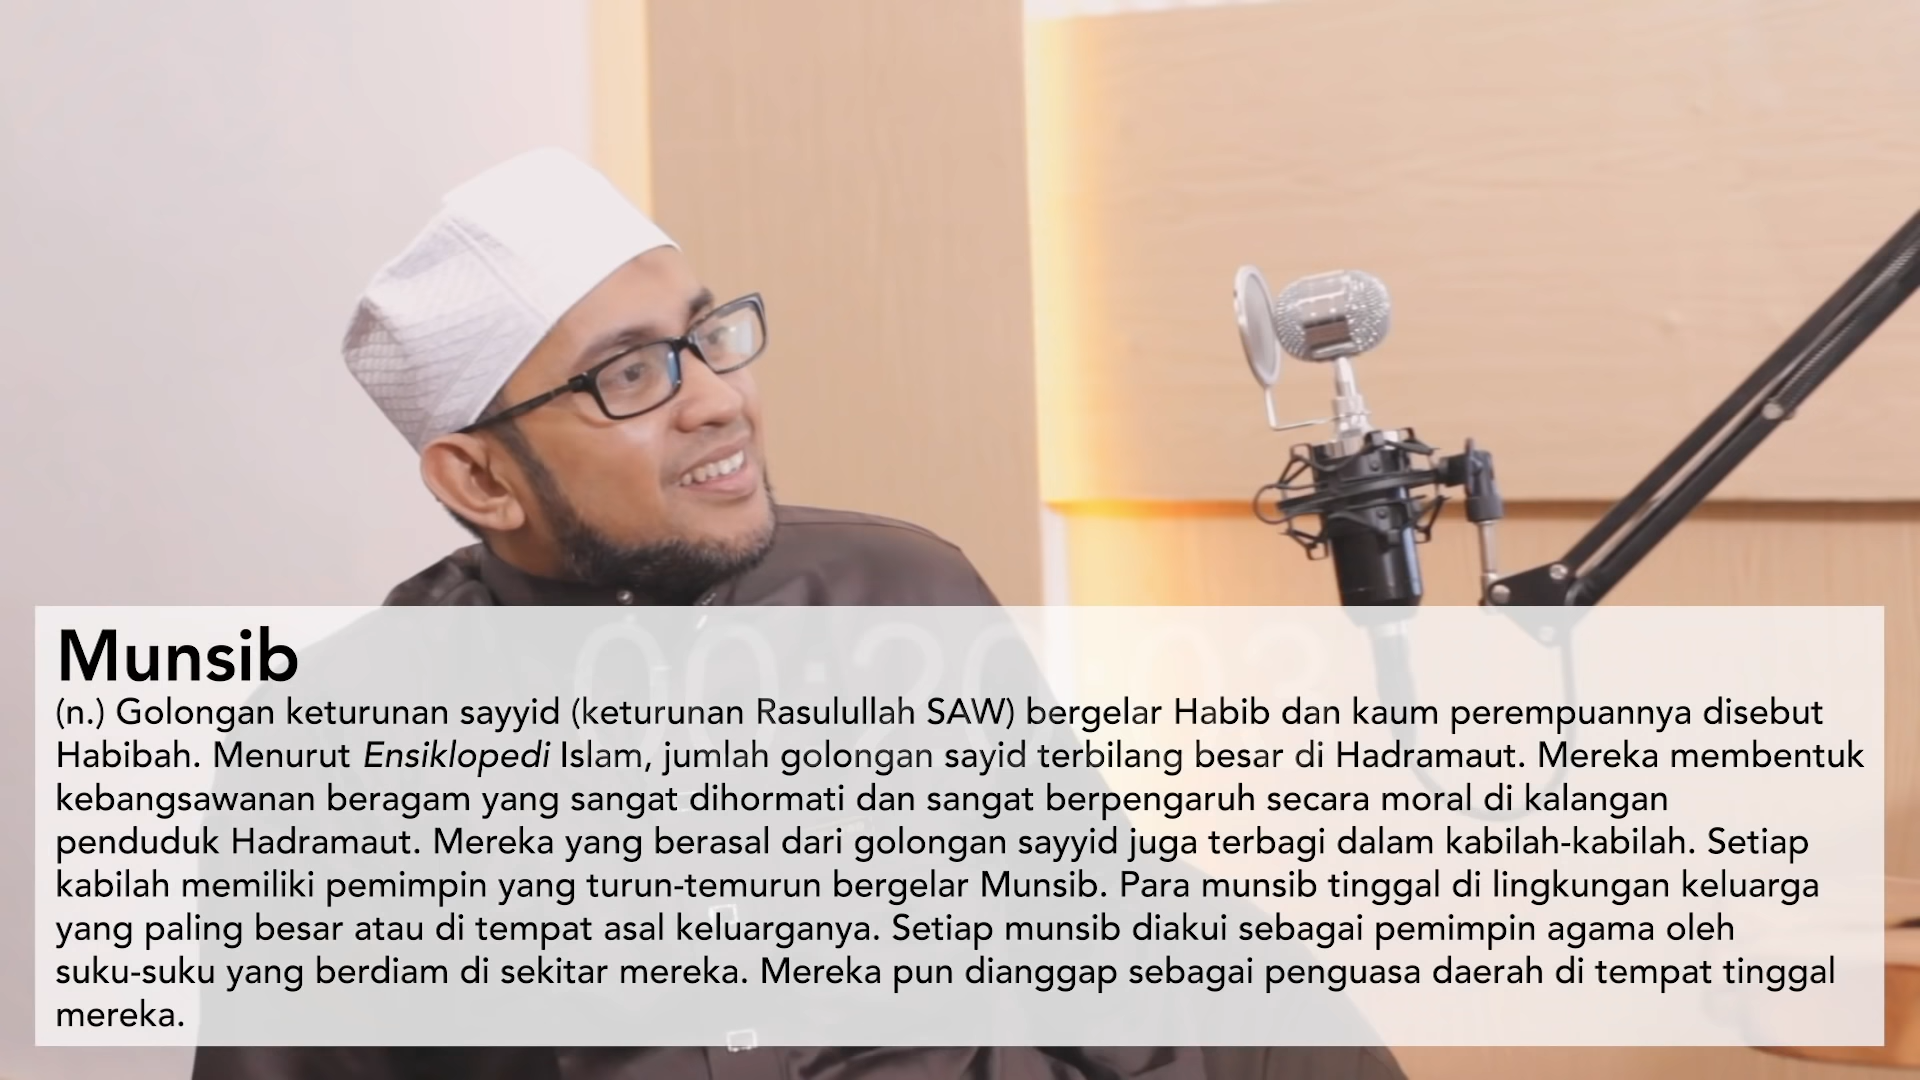 Munsib
(n.) Golongan keturunan sayyid (keturunan Rasulullah SAW) bergelar Habib dan kaum perempuannya disebut
Habibah. Menurut Ensiklopedi Islam, jumlah golongan sayid terbilang besar di Hadramaut. Mereka membentuk
kebangsawanan beragam yang sangat dihormati dan sangat berpengaruh secara moral di kalangan
penduduk Hadramaut. Mereka yang berasal dari golongan sayyid juga terbagi dalam kabilah-kabilah. Setiap
kabilah memiliki pemimpin yang turun-temurun bergelar Munsib. Para munsib tinggal di lingkungan keluarga
yang paling besar atau di tempat asal keluarganya. Setiap munsib diakui sebagai pemimpin agama oleh
suku-suku yang berdiam di sekitar mereka. Mereka pun dianggap sebagai penguasa daerah di tempat tinggal
mereka.